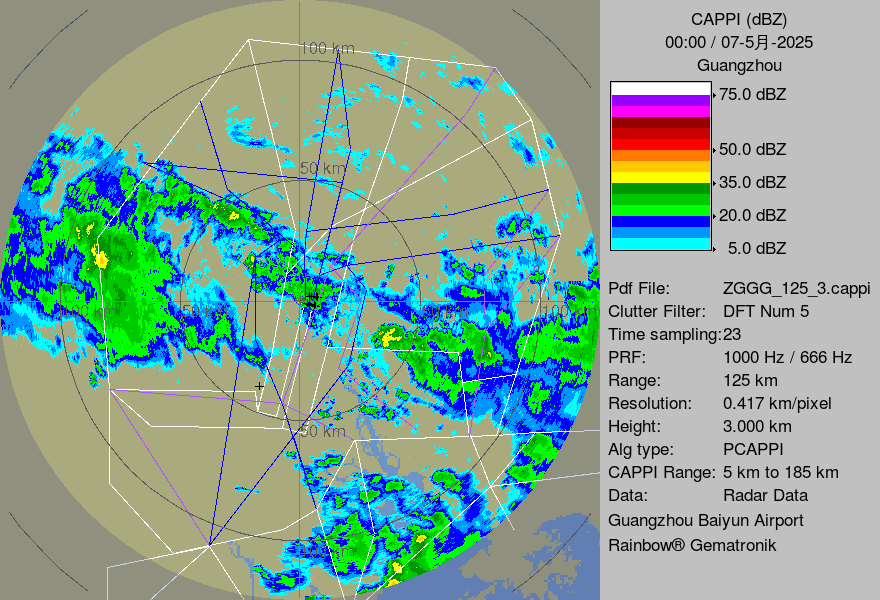 CAPPI (dBZ)
00:00 / 07-5月-2025
Guangzhou
75.0 dBZ
50.0 dBZ
35.0 dBZ
20.0 dBZ
5.0 dBZ
Pdf File: ZGGG_125_3.cappi
Clutter Filter: DFT Num 5
Time sampling:23
PRF: 1000 Hz / 666 Hz
Range: 125 km
Resolution: 0.417 km/pixel
Height: 3.000 km
Alg type: PCAPPI
CAPPI Range: 5 km to 185 km
Data: Radar Data
Guangzhou Baiyun Airport
Rainbow® Gematronik
100 km
50 km
50 km
100 km